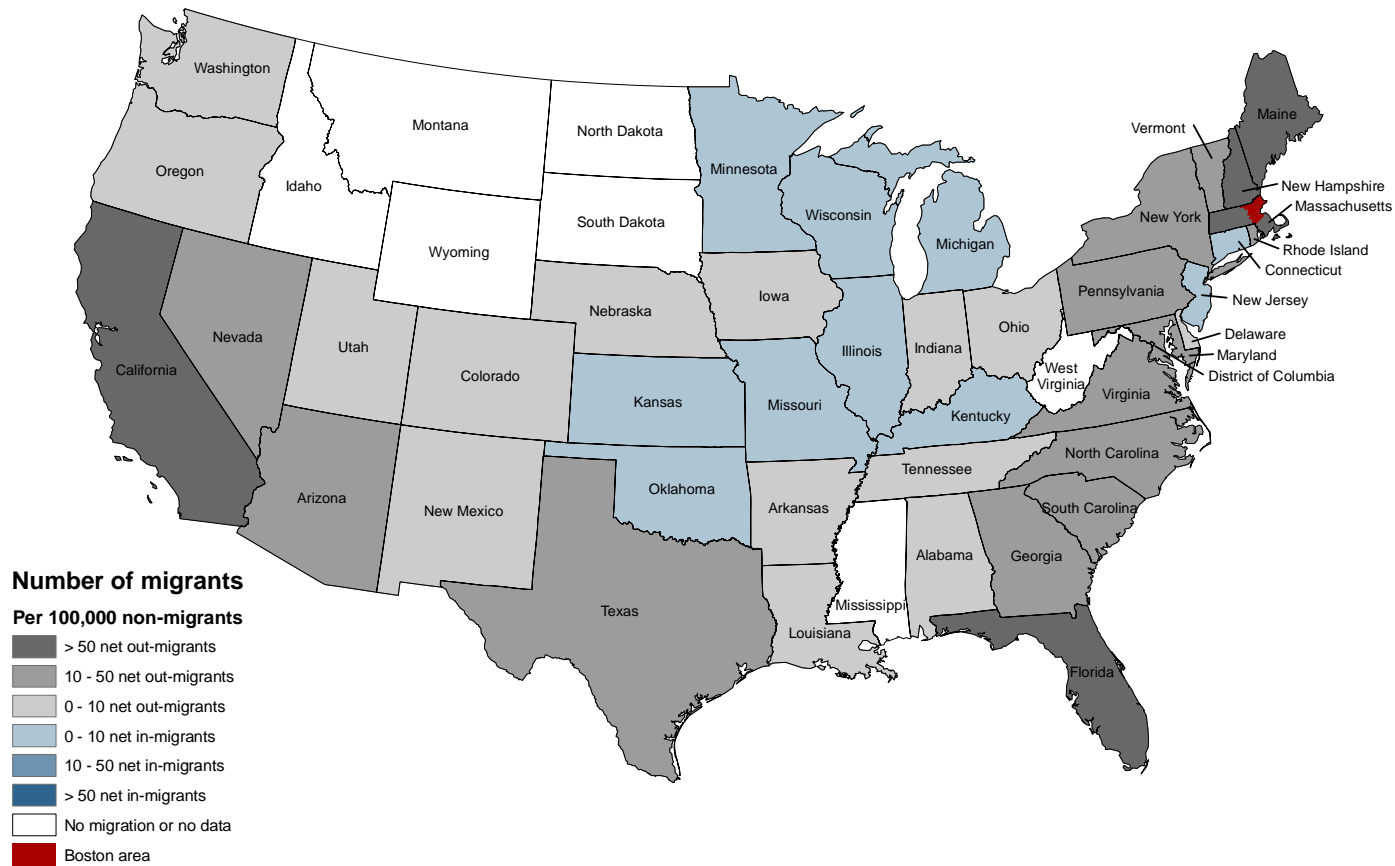 Washington
Montana
North Dakota
Minnesota
Vermont
Maine
Oregon
Idaho
South Dakota
Wisconsin
Michigan
New York
New Hampshire
Massachusetts
Rhode Island
Connecticut
Wyoming
Nebraska
Iowa
Pennsylvania
New Jersey
Nevada
Utah
Colorado
Illinois
Indiana
Ohio
Delaware
Maryland
District of Columbia
California
Kansas
Missouri
West
Virginia
Virginia
Kentucky
Arizona
New Mexico
Oklahoma
Arkansas
Tennessee
North Carolina
South Carolina
Texas
Louisiana
Mississippi
Alabama
Georgia
Florida
Number of migrants
Per 100,000 non-migrants
> 50 net out-migrants
10 - 50 net out-migrants
0 - 10 net out-migrants
0 - 10 net in-migrants
10 - 50 net in-migrants
> 50 net in-migrants
No migration or no data
Boston area